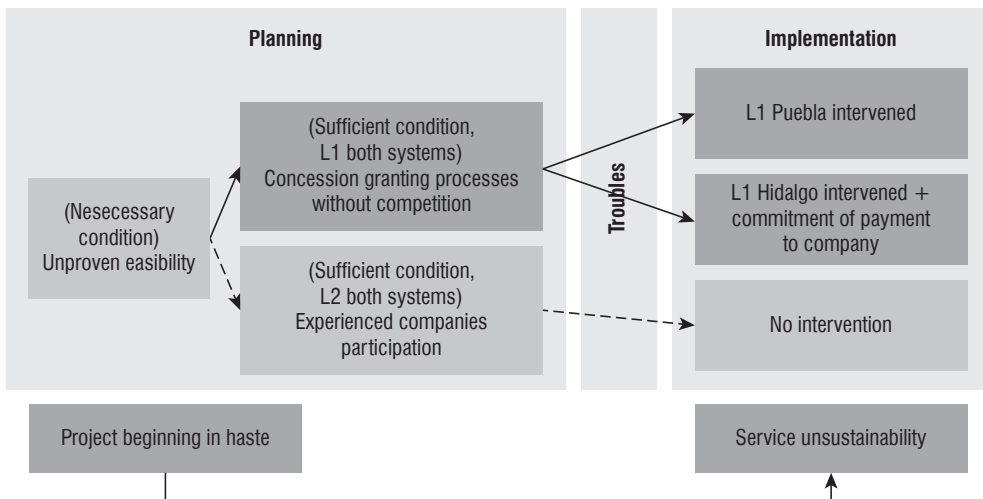 Planning
Troubles
Implementation
(Nesecessary
condition)
Unproven easibility
(Sufficient condition,
L1 both systems)
Concession granting processes
without competition
(Sufficient condition,
L2 both systems)
Experienced companies
participation
L1 Puebla intervened
L1 Hidalgo intervened +
commitment of payment
to company
No intervention
Project beginning in haste
Service unsustainability